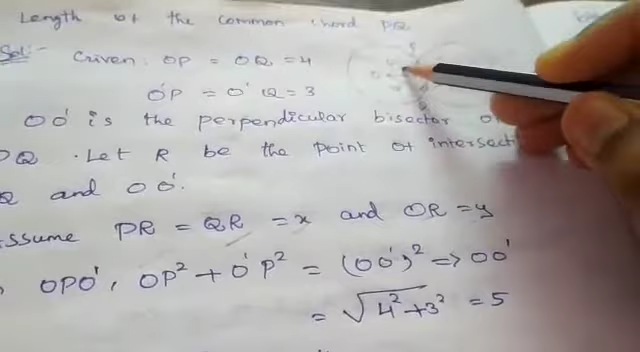 Length of the common chord PQ
Sol:- Given: OP = OQ = 4
O'P = O'Q = 3
OO' is the perpendicular bisector of
PQ. Let R be the point of intersect
Q and OO'.
ssume PR = QR = x and OR = y
OPO', OP² + O'P² = (OO')² => OO'
= √4²+3² = 5